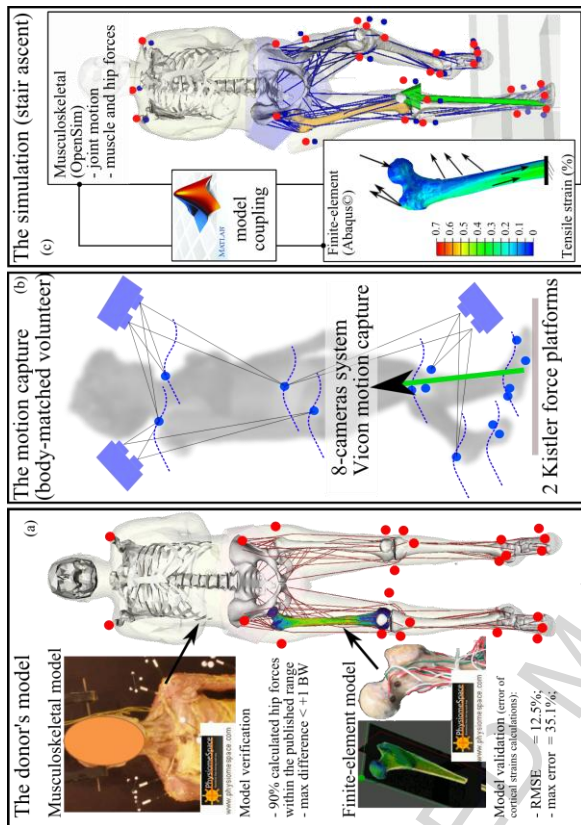 (a)
The donor's model
Musculoskeletal model
PhysiomeSpace
www.physiomespace.com
Model verification
- 90% calculated hip forces
within the published range
- max difference < +1 BW
Finite-element model
PhysiomeSpace
www.physiomespace.com
Model validation (error of
cortical strains calculations):
- RMSE = 12.5%;
- max error = 35.1%;
(b)
The motion capture
(body-matched volunteer)
8-cameras system
Vicon motion capture
2 Kistler force platforms
The simulation (stair ascent)
(c)
Musculoskeletal
(OpenSim)
- joint motion
- muscle and hip forces
MATLAB
model
coupling
Finite-element
(Abaqus©)
0.7
0.6
0.5
0.4
0.3
0.2
0.1
0
Tensile strain (%)